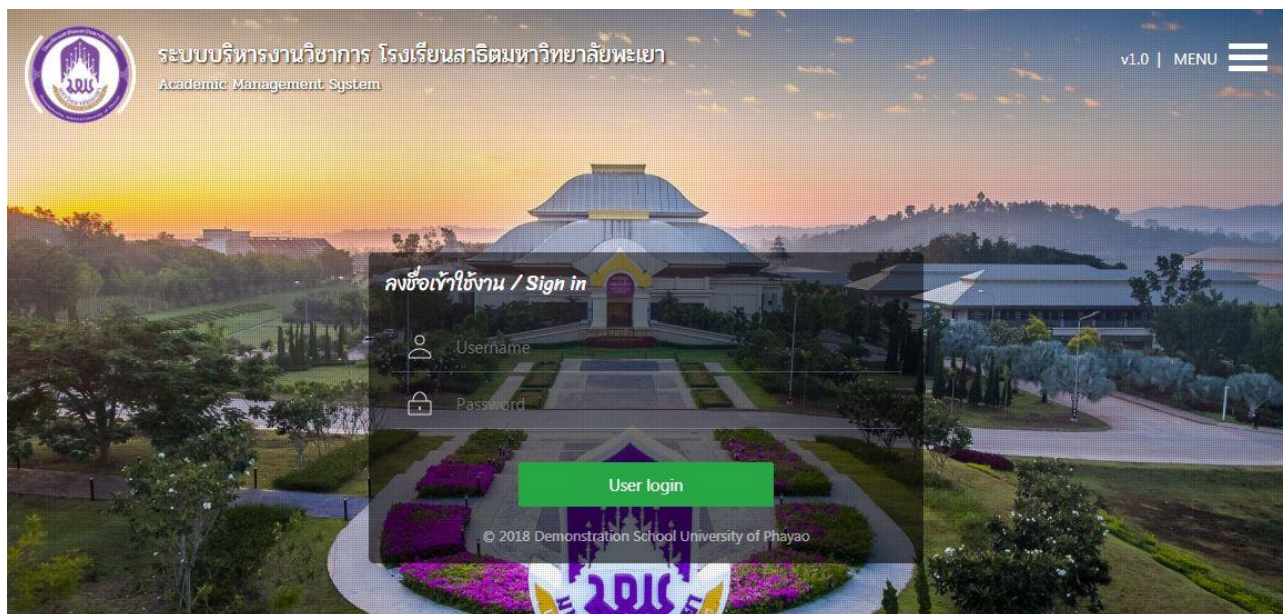 ระบบบริหารงานวิชาการ โรงเรียนสาธิตมหาวิทยาลัยพะเยา
Academic Management System
v1.0 | MENU
ลงชื่อเข้าใช้งาน / Sign in
Username
Password
User login
© 2018 Demonstration School University of Phayao